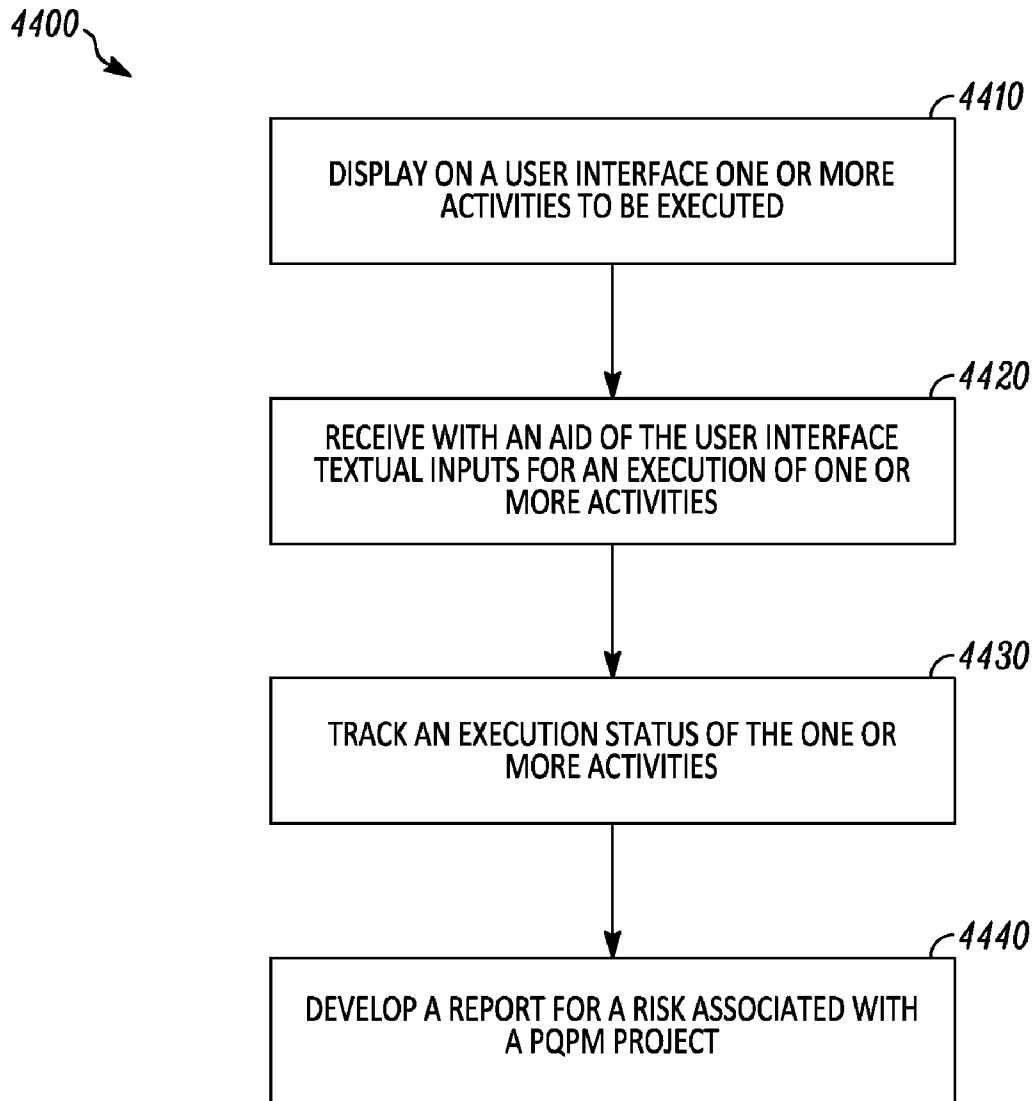 4400
4410
DISPLAY ON A USER INTERFACE ONE OR MORE
ACTIVITIES TO BE EXECUTED
4420
RECEIVE WITH AN AID OF THE USER INTERFACE
TEXTUAL INPUTS FOR AN EXECUTION OF ONE OR
MORE ACTIVITIES
4430
TRACK AN EXECUTION STATUS OF THE ONE OR
MORE ACTIVITIES
4440
DEVELOP A REPORT FOR A RISK ASSOCIATED WITH
A PQPM PROJECT